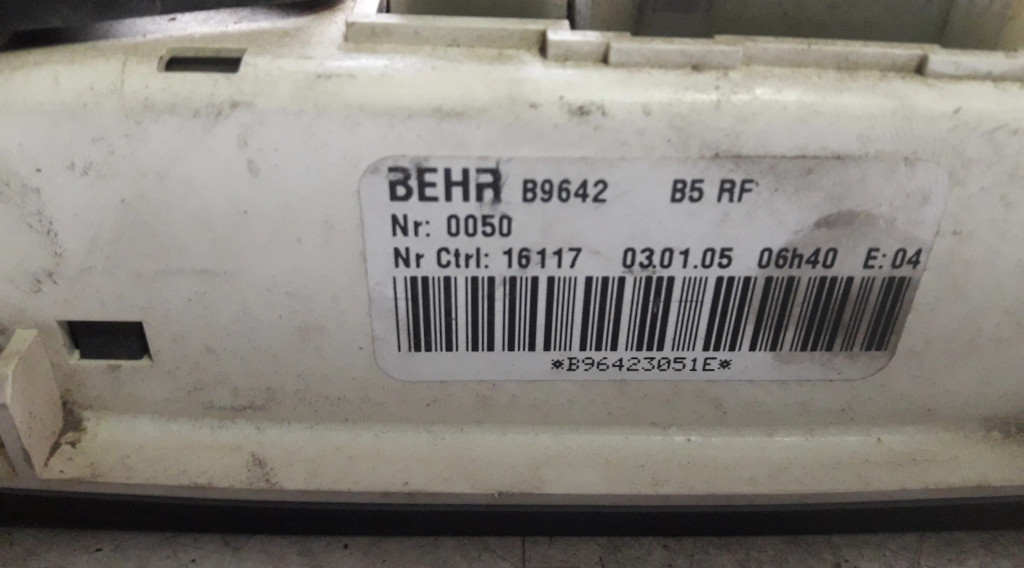 BEHR B9642 B5 RF
Nr: 0050
Nr Ctrl: 16117 03.01.05 06h40 E: 04
*B96423051E*